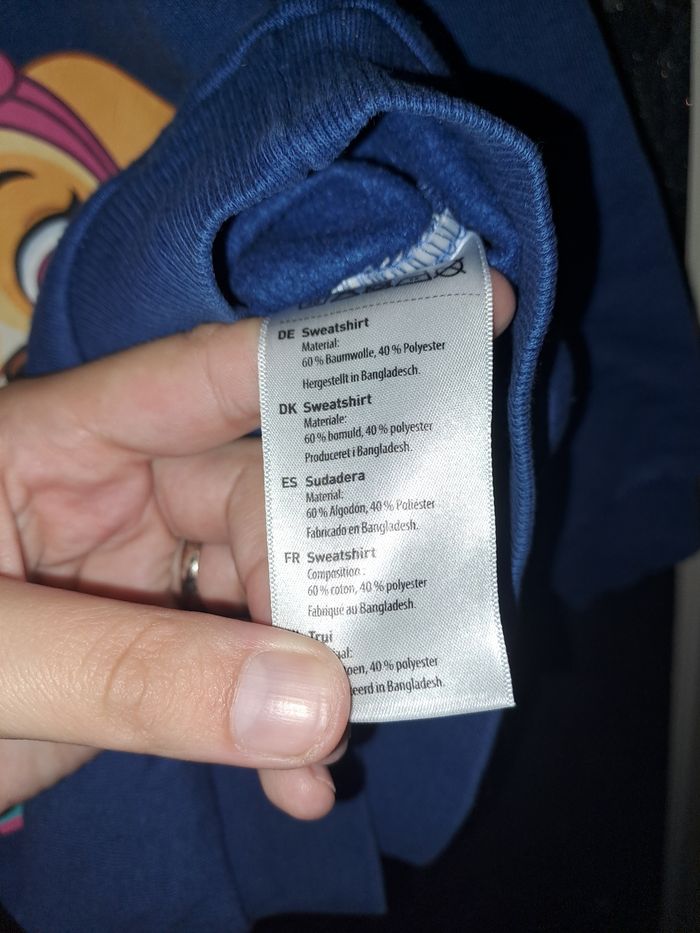 DE Sweatshirt
Material:
60 % Baumwolle, 40 % Polyester
Hergestellt in Bangladesch.
DK Sweatshirt
Materiale:
60 % bomuld, 40 % polyester
Produceret i Bangladesh.
ES Sudadera
Material:
60 % Algodón, 40 % Poliéster
Fabricado en Bangladesh.
FR Sweatshirt
Composition :
60 % coton, 40 % polyester
Fabriqué au Bangladesh.
Trui
40 % polyester
in Bangladesh.